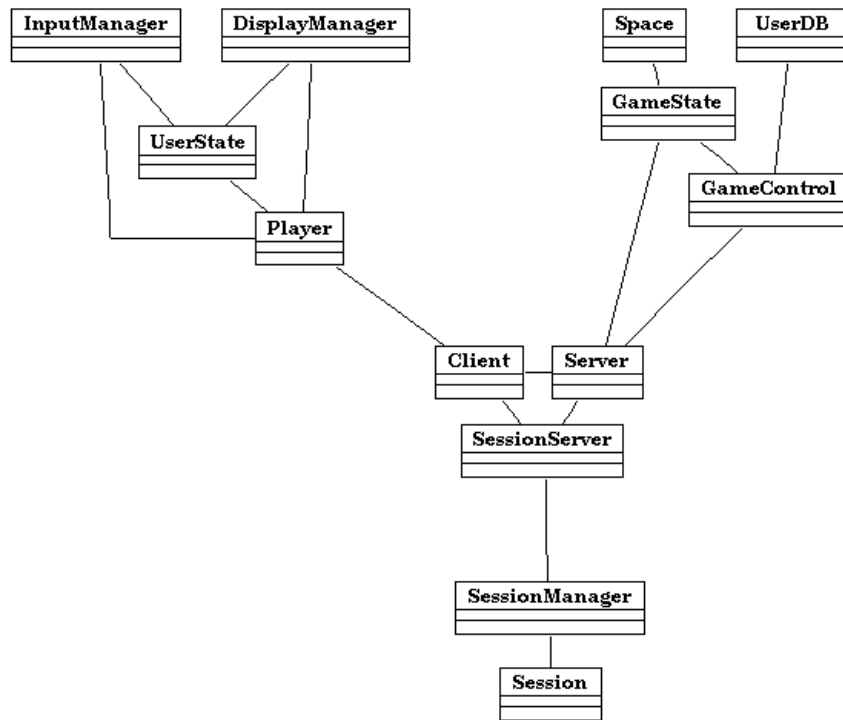 InputManager
DisplayManager
Space
UserDB
GameState
UserState
GameControl
Player
Client
Server
SessionServer
SessionManager
Session